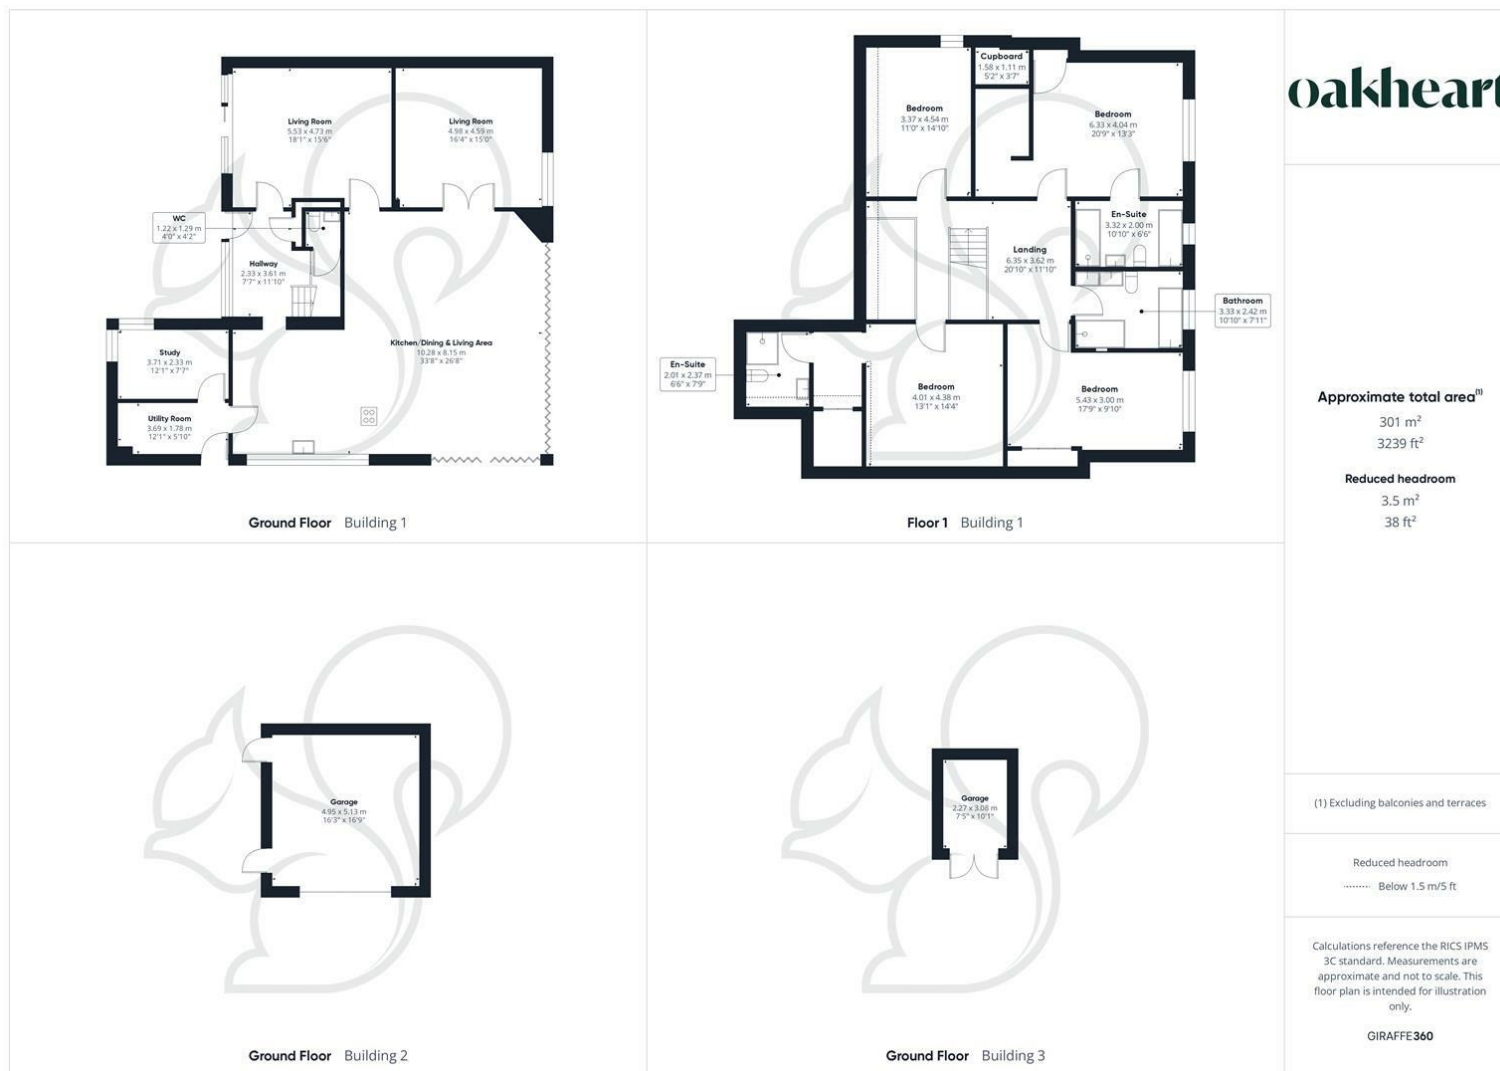 Living Room
5.53 x 4.73 m
18'1" x 15'6"
Living Room
4.98 x 4.59 m
16'4" x 15'0"
WC
1.22 x 1.29 m
4'0" x 4'2"
Hallway
2.33 x 3.61 m
7'7" x 11'10"
Kitchen/Dining & Living Area
10.28 x 8.15 m
33'8" x 26'8"
Study
3.71 x 2.33 m
12'1" x 7'7"
Utility Room
3.69 x 1.78 m
12'1" x 5'10"
Ground Floor Building 1
Cupboard
1.58 x 1.11 m
5'2" x 3'7"
Bedroom
3.37 x 4.54 m
11'0" x 14'10"
Bedroom
6.33 x 4.04 m
20'9" x 13'3"
En-Suite
3.32 x 2.00 m
10'10" x 6'6"
Landing
6.35 x 3.62 m
20'10" x 11'10"
Bathroom
3.33 x 2.42 m
10'10" x 7'11"
En-Suite
2.01 x 2.37 m
6'6" x 7'9"
Bedroom
4.01 x 4.38 m
13'1" x 14'4"
Bedroom
5.43 x 3.00 m
17'9" x 9'10"
Floor 1 Building 1
Garage
4.95 x 5.13 m
16'3" x 16'9"
Ground Floor Building 2
Garage
2.27 x 3.08 m
7'5" x 10'1"
Ground Floor Building 3
oakheart
Approximate total area(1)
301 m²
3239 ft²
Reduced headroom
3.5 m²
38 ft²
(1) Excluding balconies and terraces
Reduced headroom
Below 1.5 m/5 ft
Calculations reference the RICS IPMS
3C standard. Measurements are
approximate and not to scale. This
floor plan is intended for illustration
only.
GIRAFFE360